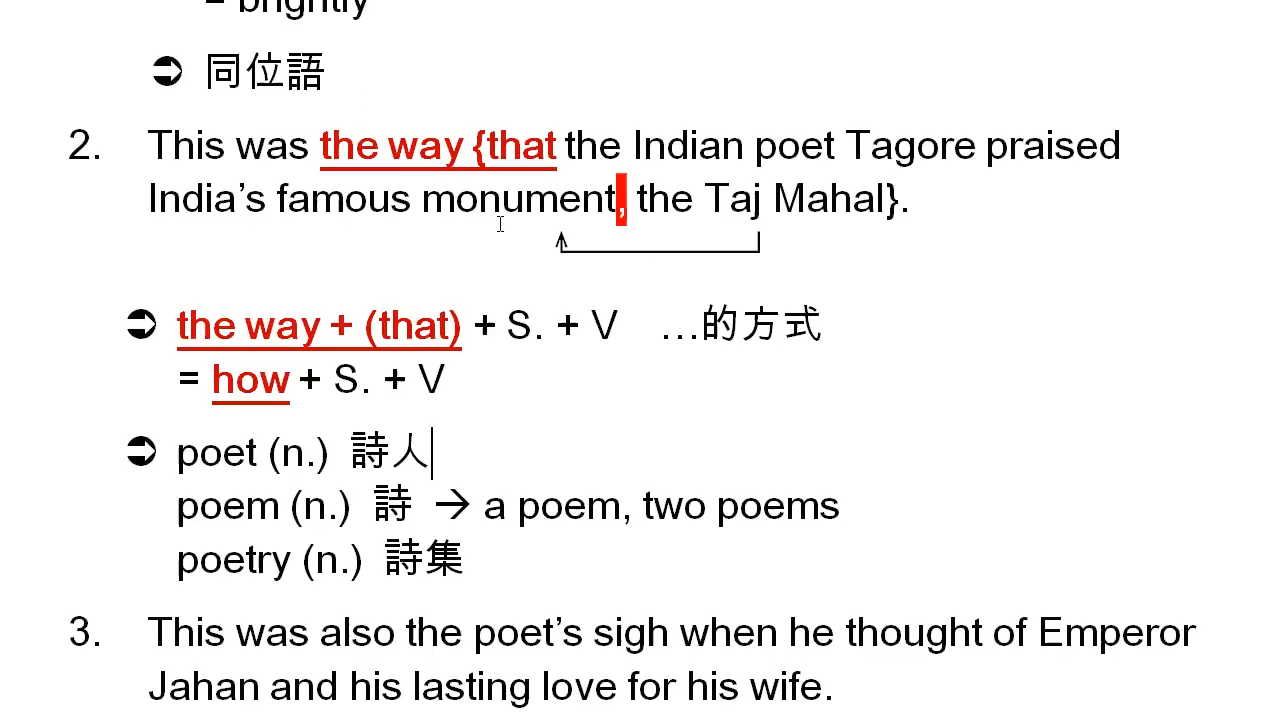 = brightly
➲ 同位語
2. This was the way {that the Indian poet Tagore praised
India’s famous monument, the Taj Mahal}.
➲ the way + (that) + S. + V …的方式
= how + S. + V
➲ poet (n.) 詩人
poem (n.) 詩 → a poem, two poems
poetry (n.) 詩集
3. This was also the poet’s sigh when he thought of Emperor
Jahan and his lasting love for his wife.